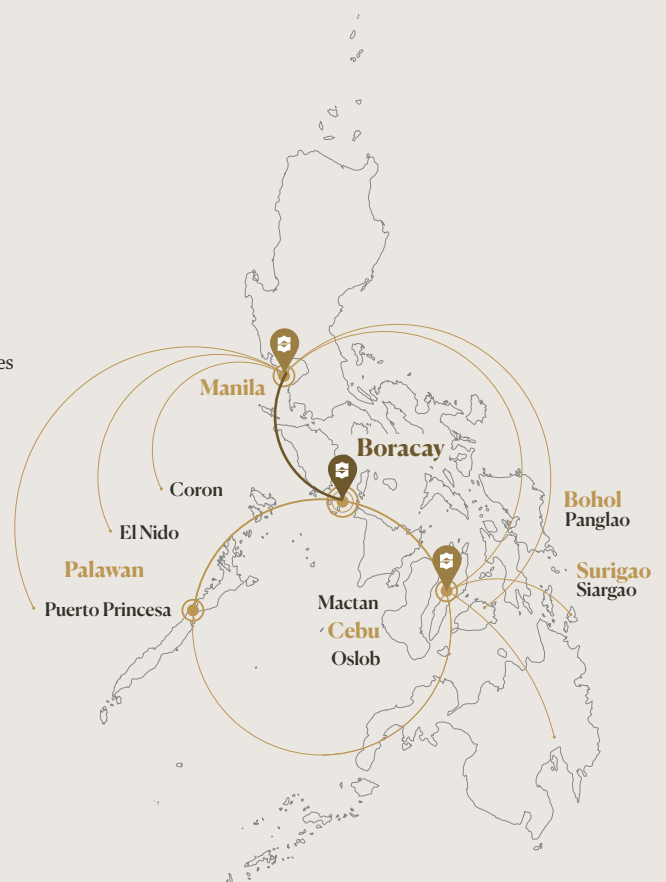 es
Manila
Boracay
Coron
El Nido
Palawan
Puerto Princesa
Bohol
Panglao
Surigao
Siargao
Mactan
Cebu
Oslob